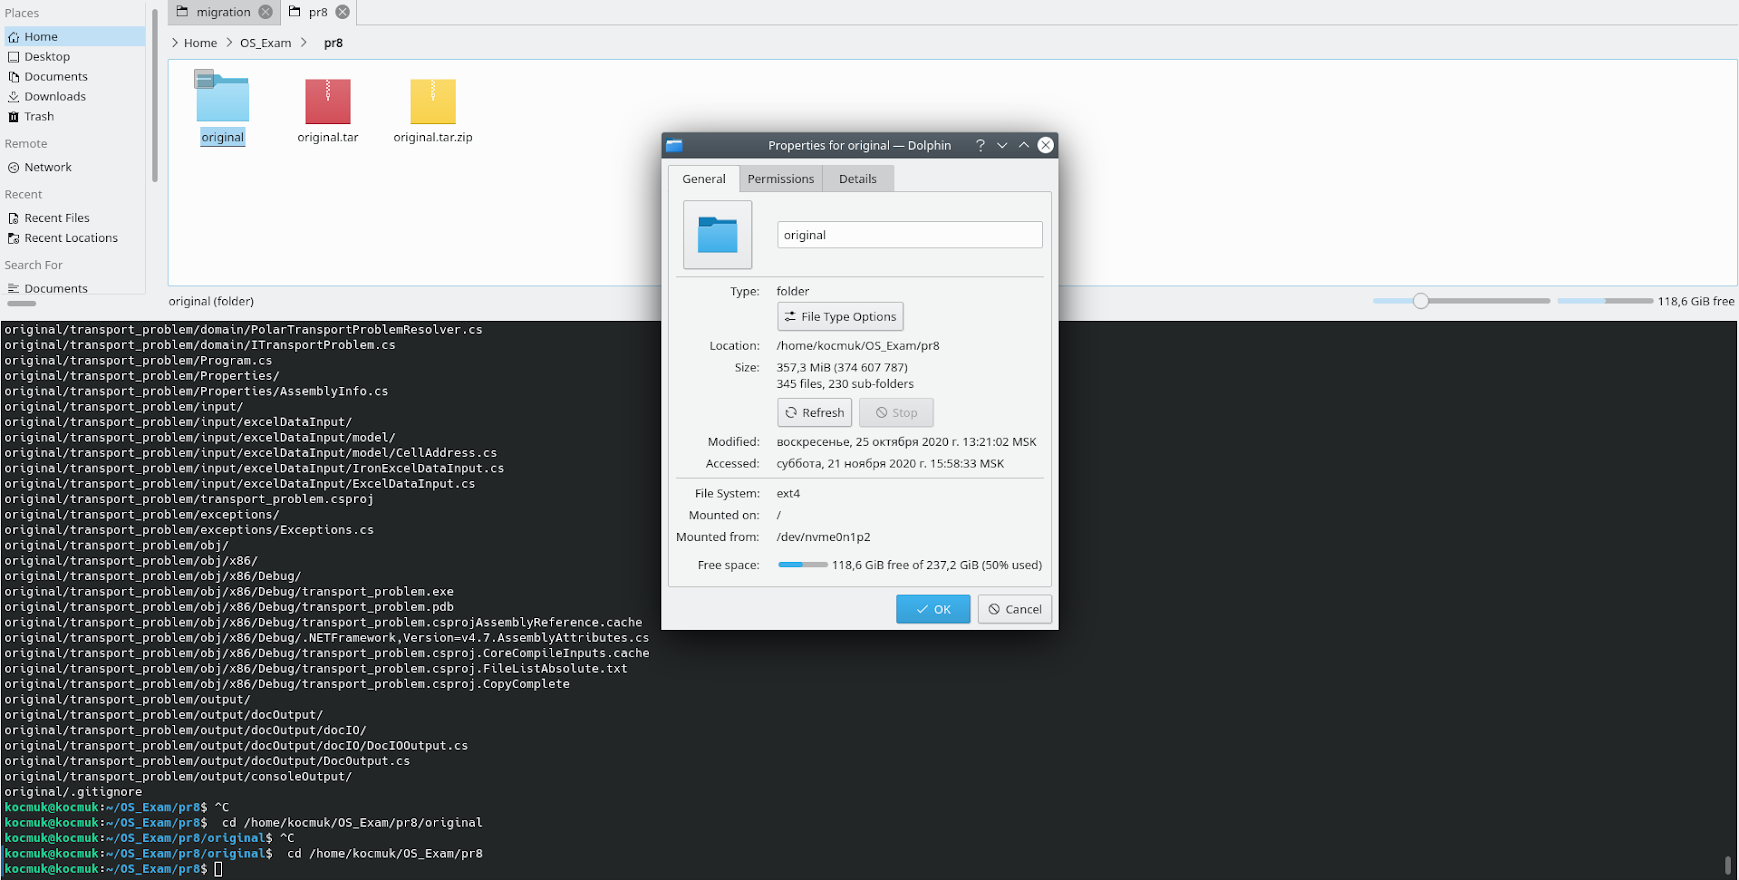 Places
Home
Desktop
Documents
Downloads
Trash
Remote
Network
Recent
Recent Files
Recent Locations
Search For
Documents
migration
pr8
Home
OS_Exam
pr8
original
original.tar
original.tar.zip
original (folder)
118,6 GiB free
Properties for original — Dolphin
?
General
Permissions
Details
original
Type: folder
File Type Options
Location: /home/kocmuk/OS_Exam/pr8
Size: 357,3 MiB (374 607 787)
345 files, 230 sub-folders
Refresh
Stop
Modified: воскресенье, 25 октября 2020 г. 13:21:02 MSK
Accessed: суббота, 21 ноября 2020 г. 15:58:33 MSK
File System: ext4
Mounted on: /
Mounted from: /dev/nvme0n1p2
Free space: 118,6 GiB free of 237,2 GiB (50% used)
OK
Cancel
original/transport_problem/domain/PolarTransportProblemResolver.cs
original/transport_problem/domain/ITransportProblem.cs
original/transport_problem/Program.cs
original/transport_problem/Properties/
original/transport_problem/Properties/AssemblyInfo.cs
original/transport_problem/input/
original/transport_problem/input/excelDataInput/
original/transport_problem/input/excelDataInput/model/
original/transport_problem/input/excelDataInput/model/CellAddress.cs
original/transport_problem/input/excelDataInput/IronExcelDataInput.cs
original/transport_problem/input/excelDataInput/ExcelDataInput.cs
original/transport_problem/transport_problem.csproj
original/transport_problem/exceptions/
original/transport_problem/exceptions/Exceptions.cs
original/transport_problem/obj/
original/transport_problem/obj/x86/
original/transport_problem/obj/x86/Debug/
original/transport_problem/obj/x86/Debug/transport_problem.exe
original/transport_problem/obj/x86/Debug/transport_problem.pdb
original/transport_problem/obj/x86/Debug/transport_problem.csprojAssemblyReference.cache
original/transport_problem/obj/x86/Debug/.NETFramework,Version=v4.7.AssemblyAttributes.cs
original/transport_problem/obj/x86/Debug/transport_problem.csproj.CoreCompileInputs.cache
original/transport_problem/obj/x86/Debug/transport_problem.csproj.FileListAbsolute.txt
original/transport_problem/obj/x86/Debug/transport_problem.csproj.CopyComplete
original/transport_problem/output/
original/transport_problem/output/docOutput/
original/transport_problem/output/docOutput/docIO/
original/transport_problem/output/docOutput/docIO/DocIOOutput.cs
original/transport_problem/output/docOutput/DocOutput.cs
original/transport_problem/output/consoleOutput/
original/.gitignore
kocmuk@kocmuk:~/OS_Exam/pr8$ ^C
kocmuk@kocmuk:~/OS_Exam/pr8$  cd /home/kocmuk/OS_Exam/pr8/original
kocmuk@kocmuk:~/OS_Exam/pr8/original$ ^C
kocmuk@kocmuk:~/OS_Exam/pr8/original$  cd /home/kocmuk/OS_Exam/pr8
kocmuk@kocmuk:~/OS_Exam/pr8$